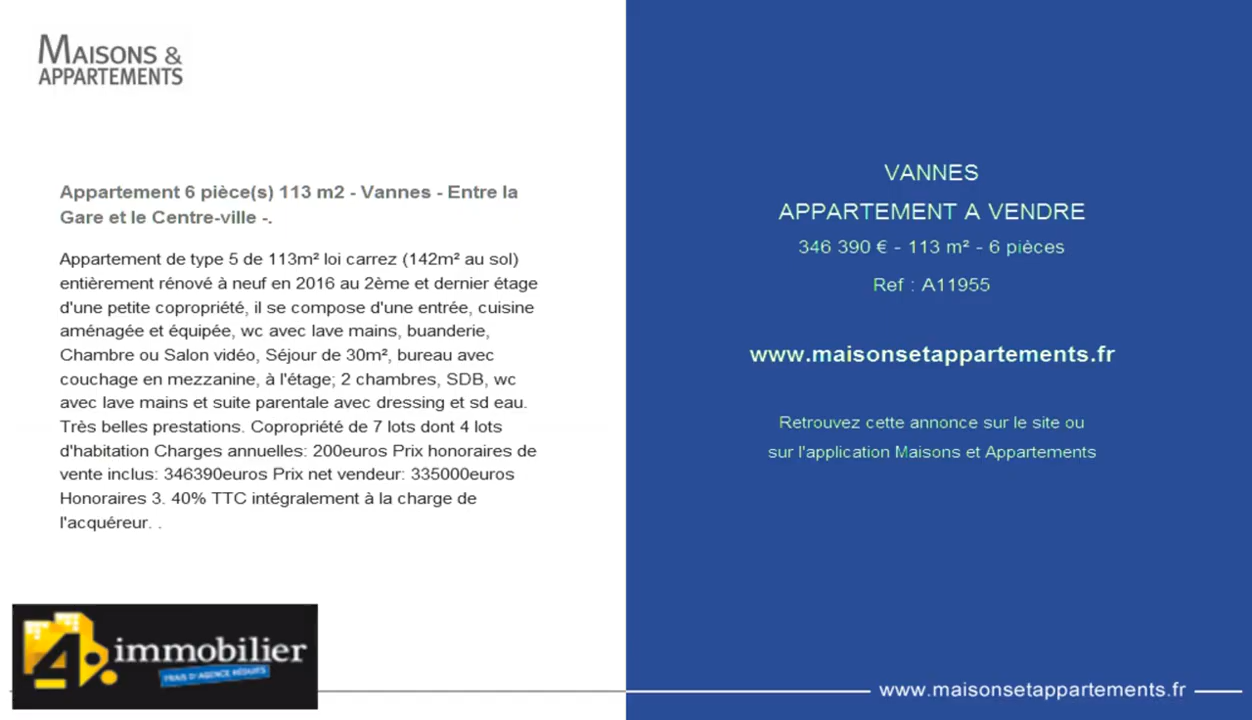 MAISONS &
APPARTEMENTS
Appartement 6 pièce(s) 113 m2 - Vannes - Entre la
Gare et le Centre-ville -.
Appartement de type 5 de 113m² loi carrez (142m² au sol)
entièrement rénové à neuf en 2016 au 2ème et dernier étage
d'une petite copropriété, il se compose d'une entrée, cuisine
aménagée et équipée, wc avec lave mains, buanderie,
Chambre ou Salon vidéo, Séjour de 30m², bureau avec
couchage en mezzanine, à l'étage; 2 chambres, SDB, wc
avec lave mains et suite parentale avec dressing et sd eau.
Très belles prestations. Copropriété de 7 lots dont 4 lots
d'habitation Charges annuelles: 200euros Prix honoraires de
vente inclus: 346390euros Prix net vendeur: 335000euros
Honoraires 3. 40% TTC intégralement à la charge de
l'acquéreur. .
4%immobilier
FRAIS D'AGENCE RÉDUITS
VANNES
APPARTEMENT A VENDRE
346 390 € - 113 m² - 6 pièces
Ref : A11955
www.maisonsetappartements.fr
Retrouvez cette annonce sur le site ou
sur l'application Maisons et Appartements
www.maisonsetappartements.fr